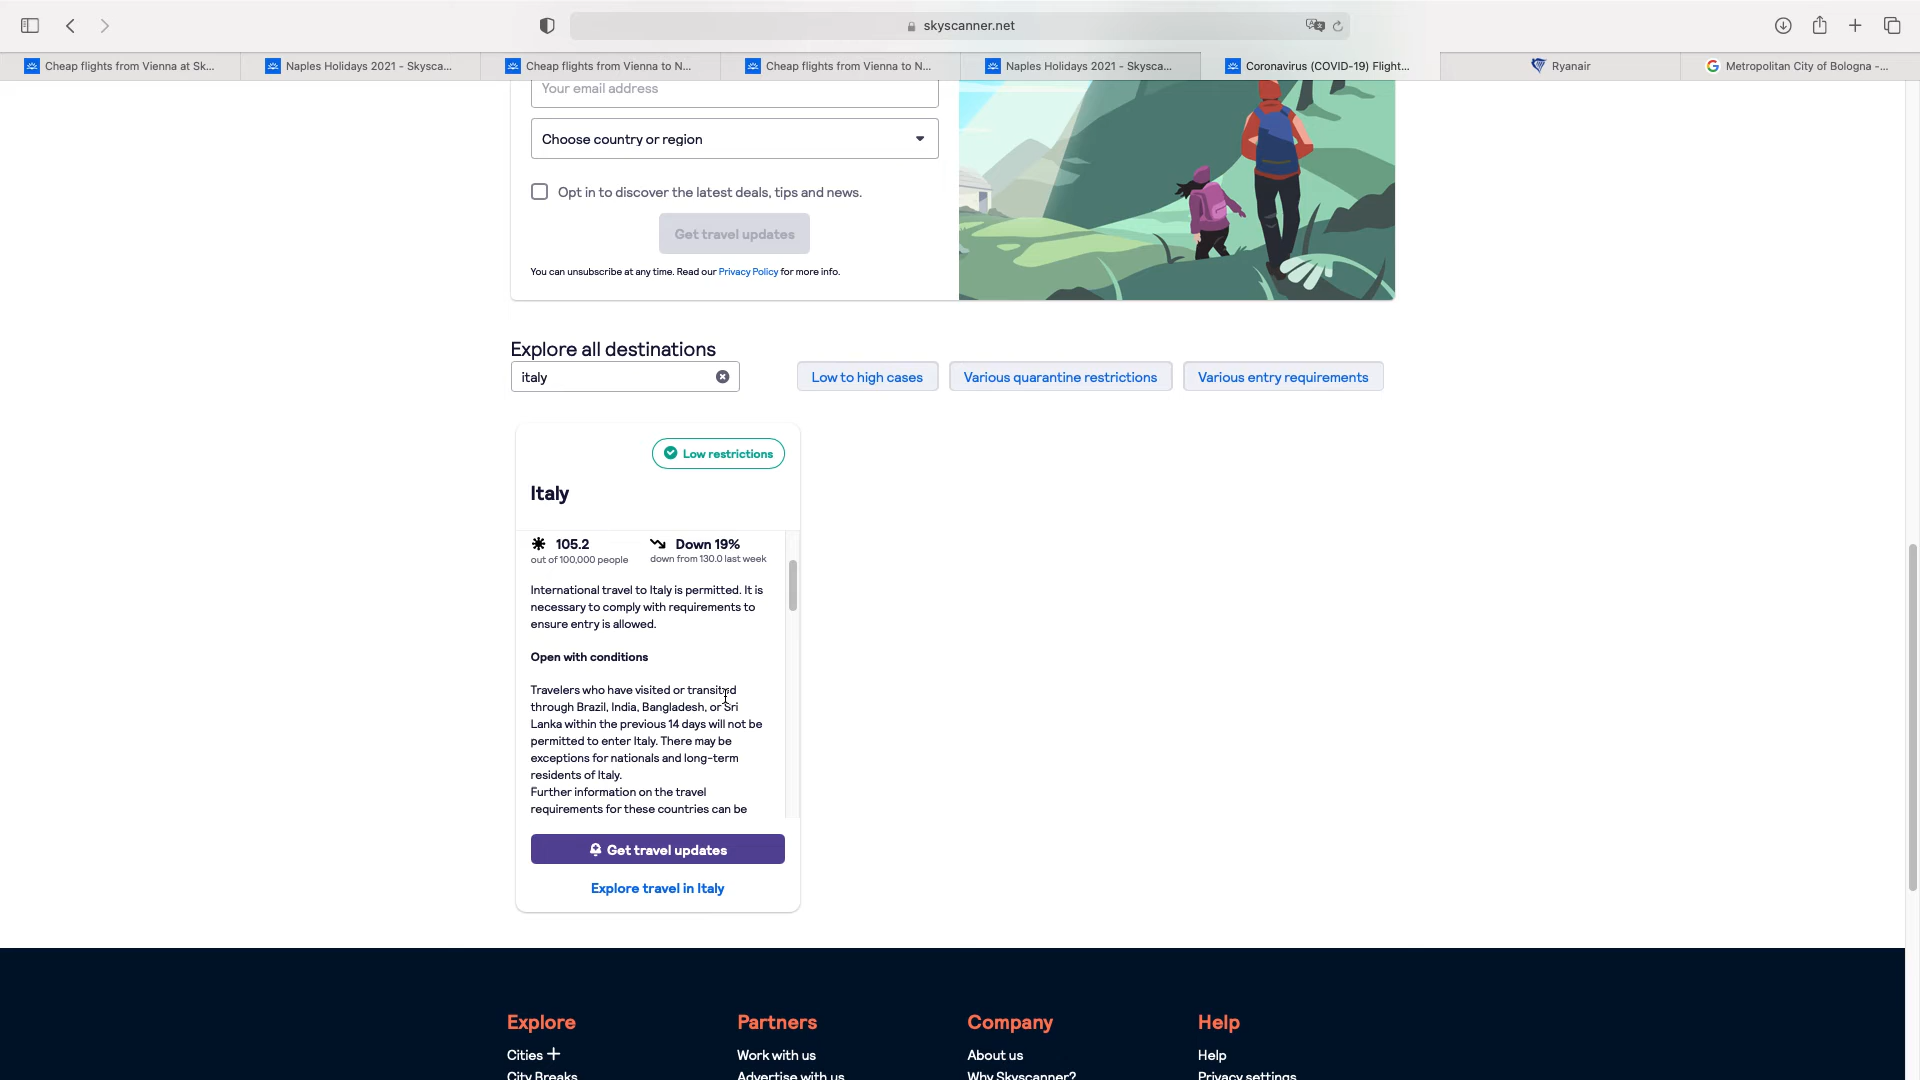 skyscanner.net
Cheap flights from Vienna at Sk...
Naples Holidays 2021 - Skysca...
Cheap flights from Vienna to N...
Cheap flights from Vienna to N...
Naples Holidays 2021 - Skysca...
Coronavirus (COVID-19) Flight...
Ryanair
Metropolitan City of Bologna -...
Your email address
Choose country or region
Opt in to discover the latest deals, tips and news.
Get travel updates
You can unsubscribe at any time. Read our Privacy Policy for more info.
Explore all destinations
italy
Low to high cases
Various quarantine restrictions
Various entry requirements
Low restrictions
Italy
105.2
out of 100,000 people
Down 19%
down from 130.0 last week
International travel to Italy is permitted. It is
necessary to comply with requirements to
ensure entry is allowed.
Open with conditions
Travelers who have visited or transited
through Brazil, India, Bangladesh, or Sri
Lanka within the previous 14 days will not be
permitted to enter Italy. There may be
exceptions for nationals and long-term
residents of Italy.
Further information on the travel
requirements for these countries can be
Get travel updates
Explore travel in Italy
Explore
Cities +
City Breaks
Partners
Work with us
Advertise with us
Company
About us
Why Skyscanner?
Help
Help
Privacy settings